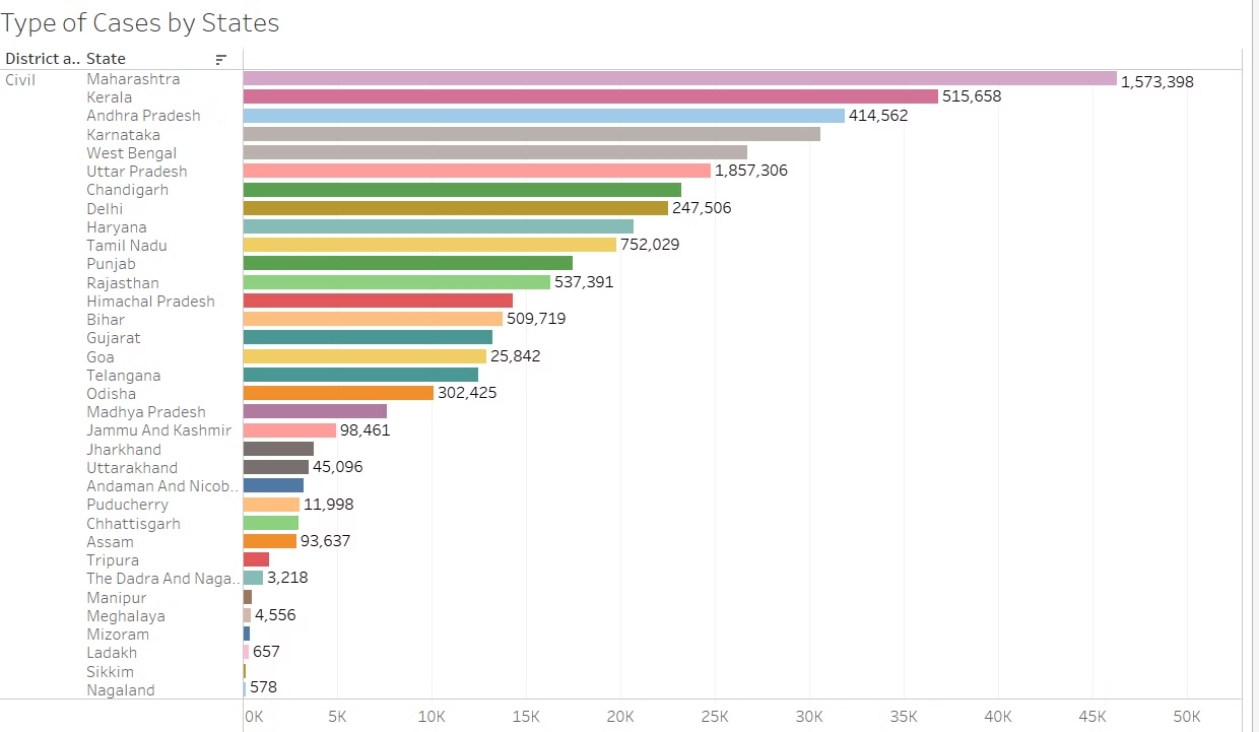 Type of Cases by States
District a.. State
Civil Maharashtra 1,573,398
Kerala 515,658
Andhra Pradesh 414,562
Karnataka
West Bengal
Uttar Pradesh 1,857,306
Chandigarh
Delhi 247,506
Haryana
Tamil Nadu 752,029
Punjab
Rajasthan 537,391
Himachal Pradesh
Bihar 509,719
Gujarat
Goa 25,842
Telangana
Odisha 302,425
Madhya Pradesh
Jammu And Kashmir 98,461
Jharkhand
Uttarakhand 45,096
Andaman And Nicob..
Puducherry 11,998
Chhattisgarh
Assam 93,637
Tripura
The Dadra And Naga.. 3,218
Manipur
Meghalaya 4,556
Mizoram
Ladakh 657
Sikkim
Nagaland 578
0K 5K 10K 15K 20K 25K 30K 35K 40K 45K 50K